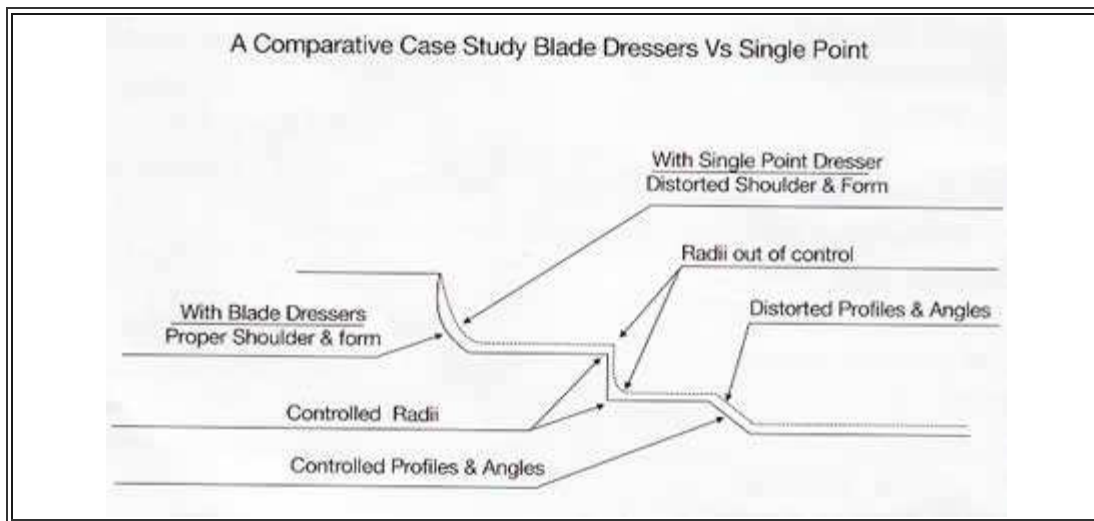 A Comparative Case Study Blade Dressers Vs Single Point
With Single Point Dresser
Distorted Shoulder & Form
Radii out of control
Distorted Profiles & Angles
With Blade Dressers
Proper Shoulder & form
Controlled Radii
Controlled Profiles & Angles